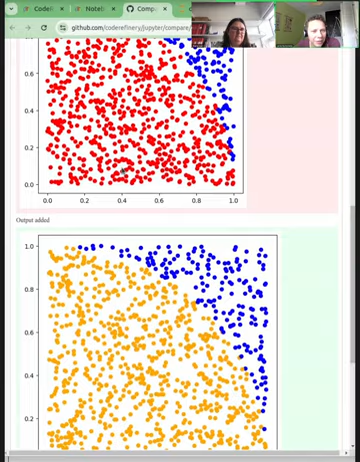 CodeR
Noteb
Compa
github.com/coderefinery/jupyter/compare/
0.6
0.4
0.2
0.0
0.0 0.2 0.4 0.6 0.8 1.0
Output added
1.0
0.8
0.6
0.4
0.2